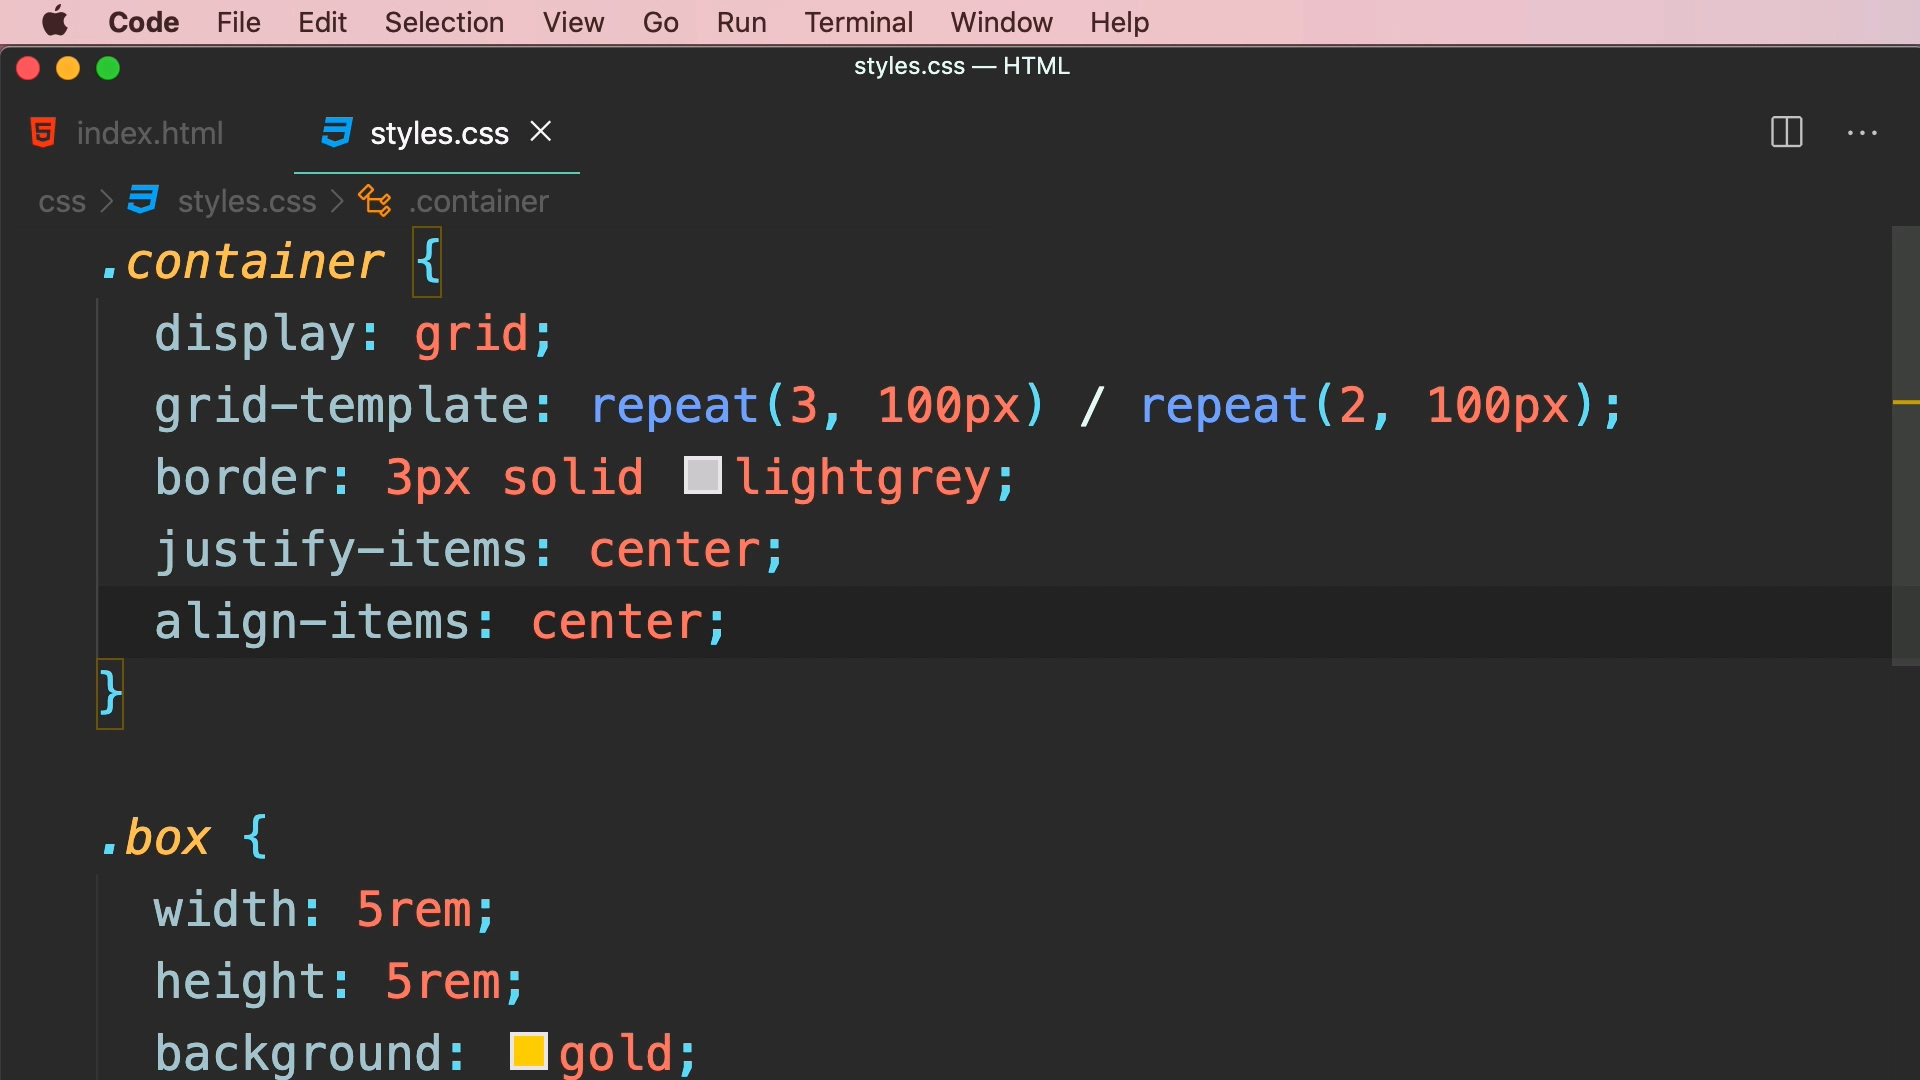 Code File Edit Selection View Go Run Terminal Window Help
styles.css — HTML
index.html styles.css
css > styles.css > .container
.container {
display: grid;
grid-template: repeat(3, 100px) / repeat(2, 100px);
border: 3px solid lightgrey;
justify-items: center;
align-items: center;
}
.box {
width: 5rem;
height: 5rem;
background: gold;